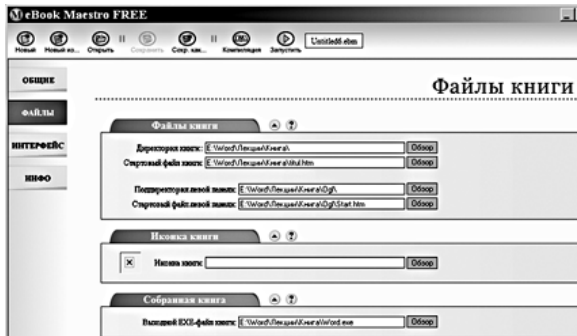 eBook Maestro FREE
Новый Новый из... Открыть Сохранить Сохр. как... Компиляция Запустить Untitled6.ebm
ОБЩИЕ
ФАЙЛЫ
ИНТЕРФЕЙС
ИНФО
Файлы книги
Файлы книги
Директория книги: E:\Word\Лекции\Книга\ Обзор
Стартовый файл книги: E:\Word\Лекции\Книга\titul.htm Обзор
Поддиректория левой панели: E:\Word\Лекции\Книга\Ogl\ Обзор
Стартовый файл левой панели: E:\Word\Лекции\Книга\Ogl\Start.htm Обзор
Иконка книги
Иконка книги: Обзор
Собранная книга
Выходной EXE-файл книги: E:\Word\Лекции\Книга\Word.exe Обзор